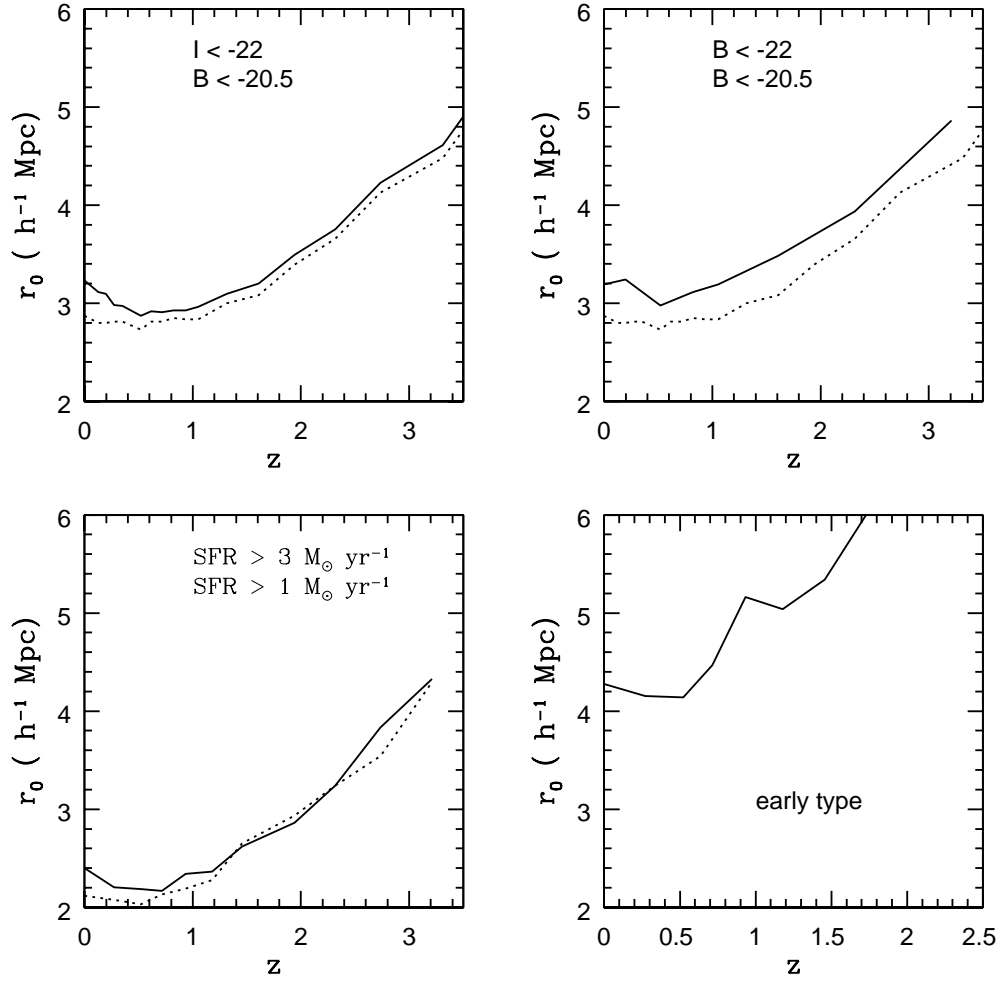 6
5
4
3
2
r₀ ( h⁻¹ Mpc)
I < -22
B < -20.5
0
1
2
3
z
6
5
4
3
2
r₀ ( h⁻¹ Mpc)
B < -22
B < -20.5
0
1
2
3
z
6
5
4
3
2
r₀ ( h⁻¹ Mpc)
SFR > 3 M⊙ yr⁻¹
SFR > 1 M⊙ yr⁻¹
0
1
2
3
z
6
5
4
3
2
r₀ ( h⁻¹ Mpc)
early type
0
0.5
1
1.5
2
2.5
z